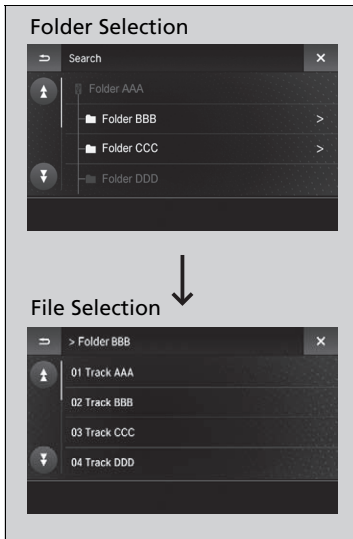 Folder Selection
Search
Folder AAA
Folder BBB
>
Folder CCC
>
Folder DDD
File Selection
> Folder BBB
01 Track AAA
02 Track BBB
03 Track CCC
04 Track DDD